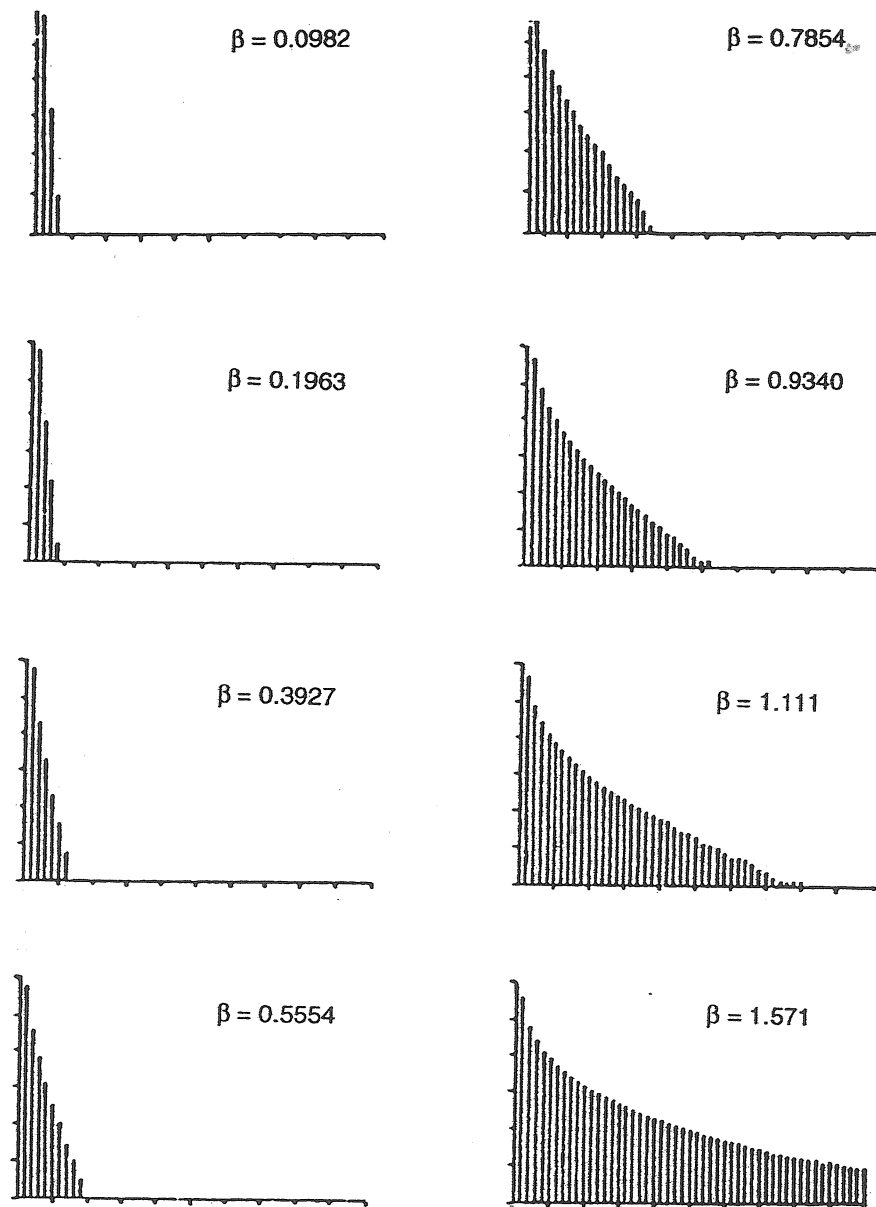 β = 0.0982
β = 0.7854
β = 0.1963
β = 0.9340
β = 0.3927
β = 1.111
β = 0.5554
β = 1.571